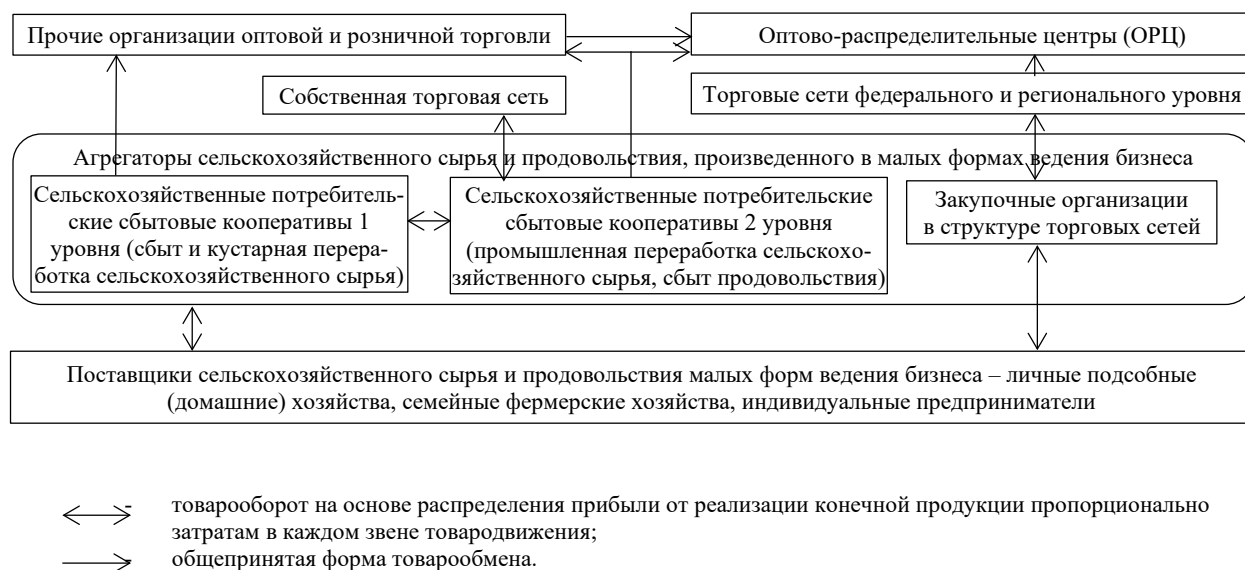 Прочие организации оптовой и розничной торговли
Оптово-распределительные центры (ОРЦ)
Собственная торговая сеть
Торговые сети федерального и регионального уровня
Агрегаторы сельскохозяйственного сырья и продовольствия, произведенного в малых формах ведения бизнеса
Сельскохозяйственные потребитель-
ские сбытовые кооперативы 1
уровня (сбыт и кустарная перера-
ботка сельскохозяйственного сырья)
Сельскохозяйственные потребительские
сбытовые кооперативы 2 уровня
(промышленная переработка сельскохо-
зяйственного сырья, сбыт продовольствия)
Закупочные организации
в структуре торговых сетей
Поставщики сельскохозяйственного сырья и продовольствия малых форм ведения бизнеса – личные подсобные
(домашние) хозяйства, семейные фермерские хозяйства, индивидуальные предприниматели
товарооборот на основе распределения прибыли от реализации конечной продукции пропорционально
затратам в каждом звене товародвижения;
общепринятая форма товарообмена.